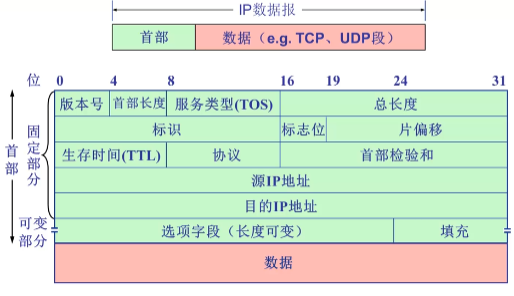 IP数据报
首部 数据（e.g. TCP、UDP段）
位 0 4 8 16 19 24 31
版本号 首部长度 服务类型(TOS) 总长度
标识 标志位 片偏移
生存时间(TTL) 协议 首部检验和
源IP地址
目的IP地址
选项字段（长度可变） 填充
数据
首部
固定部分
可变部分